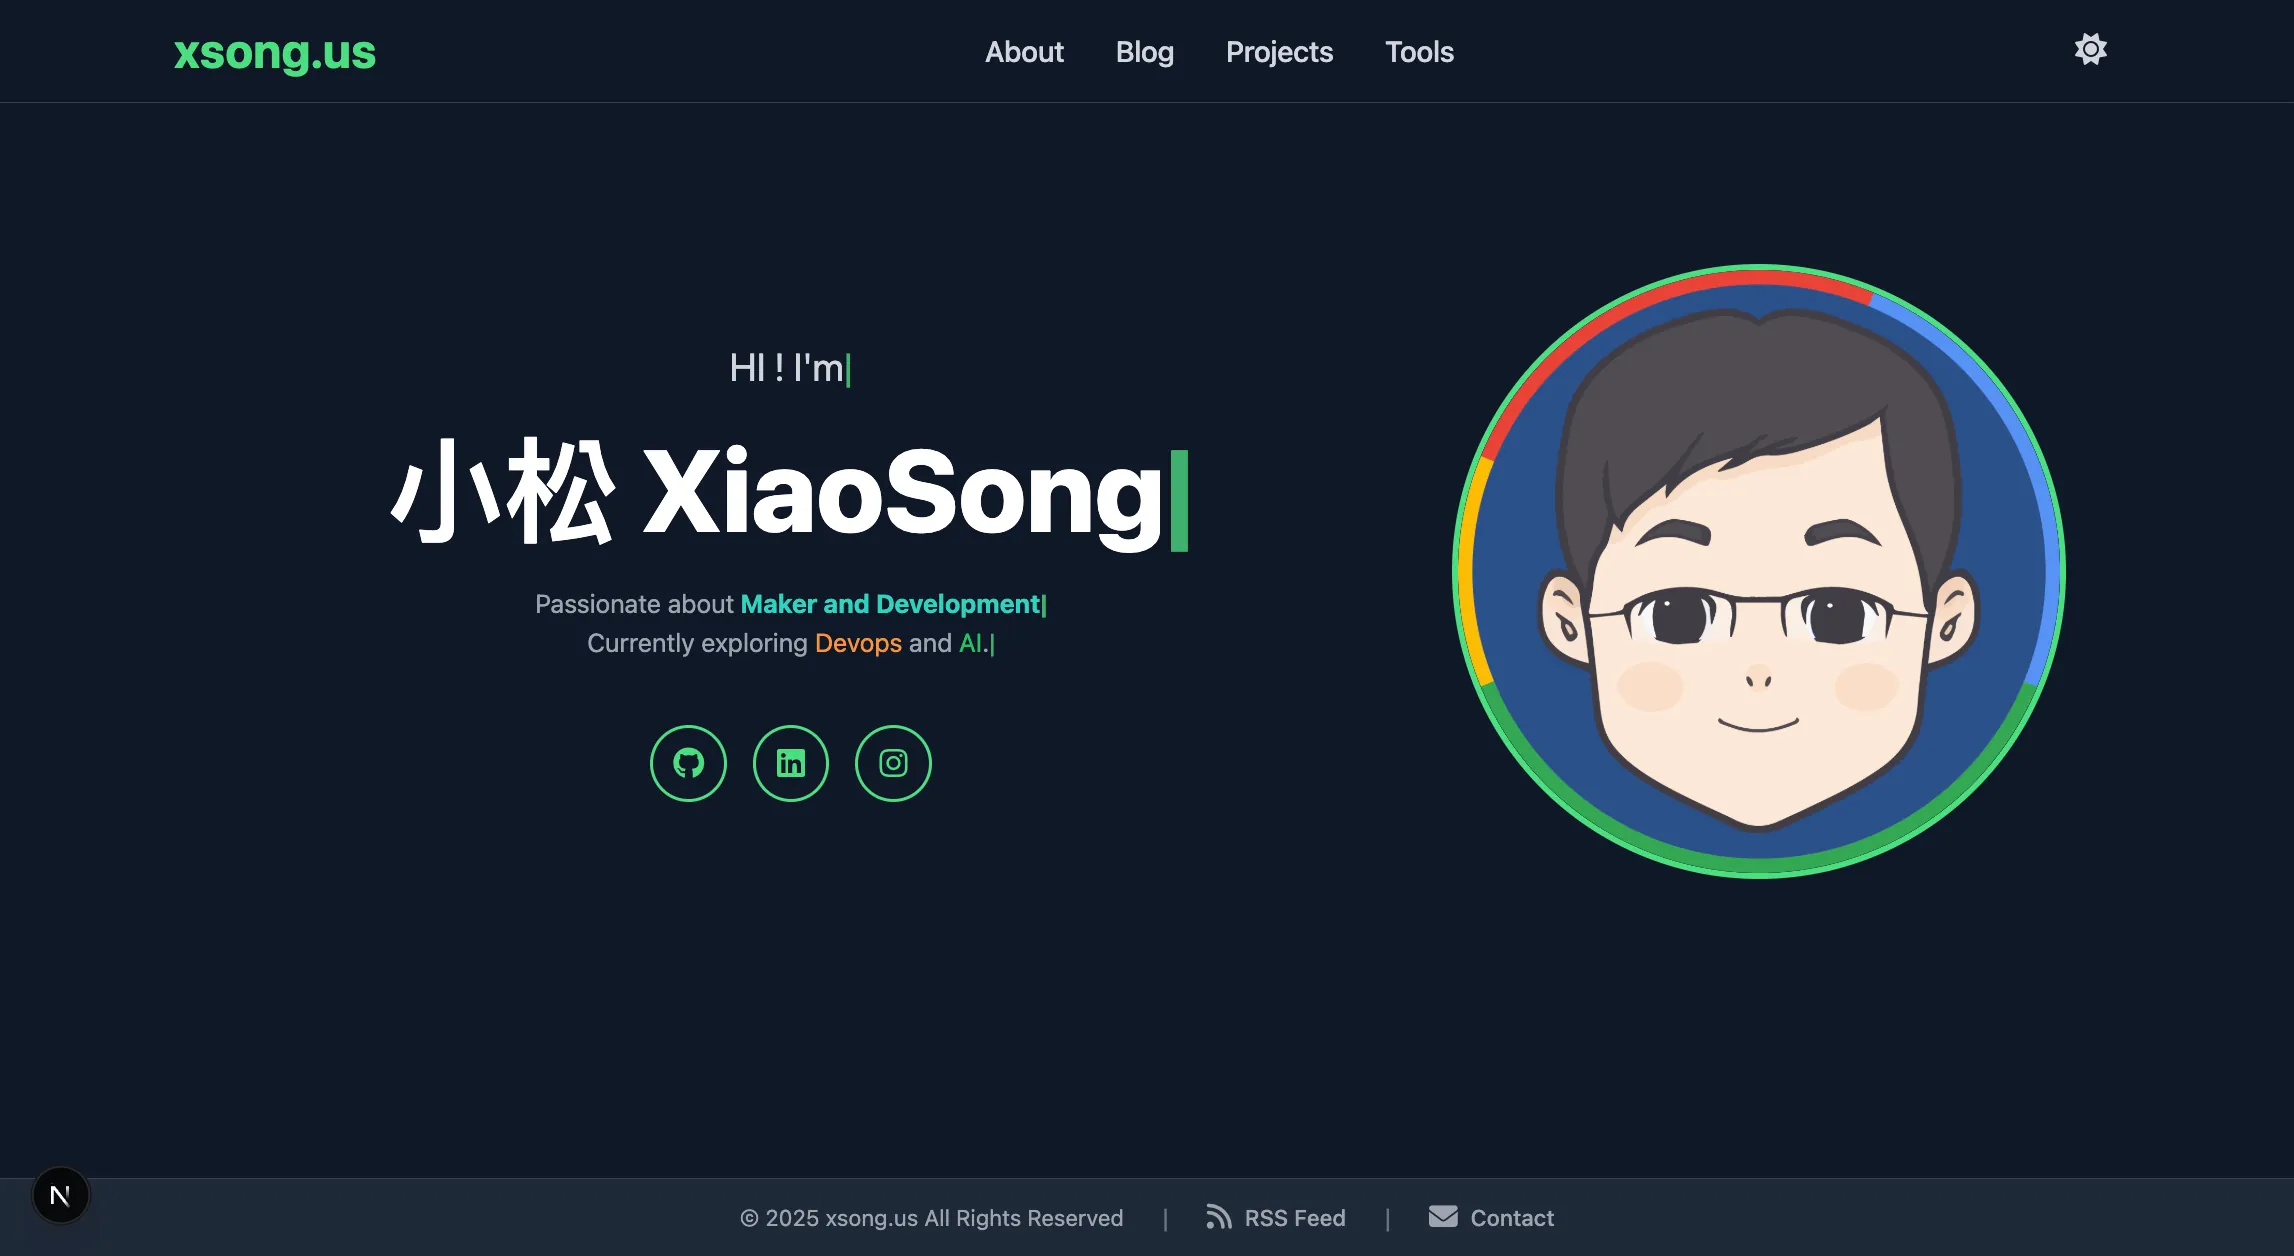 xsong.us
About Blog Projects Tools
HI ! I'm
小松 XiaoSong
Passionate about Maker and Development
Currently exploring Devops and AI.
N
© 2025 xsong.us All Rights Reserved | RSS Feed | Contact